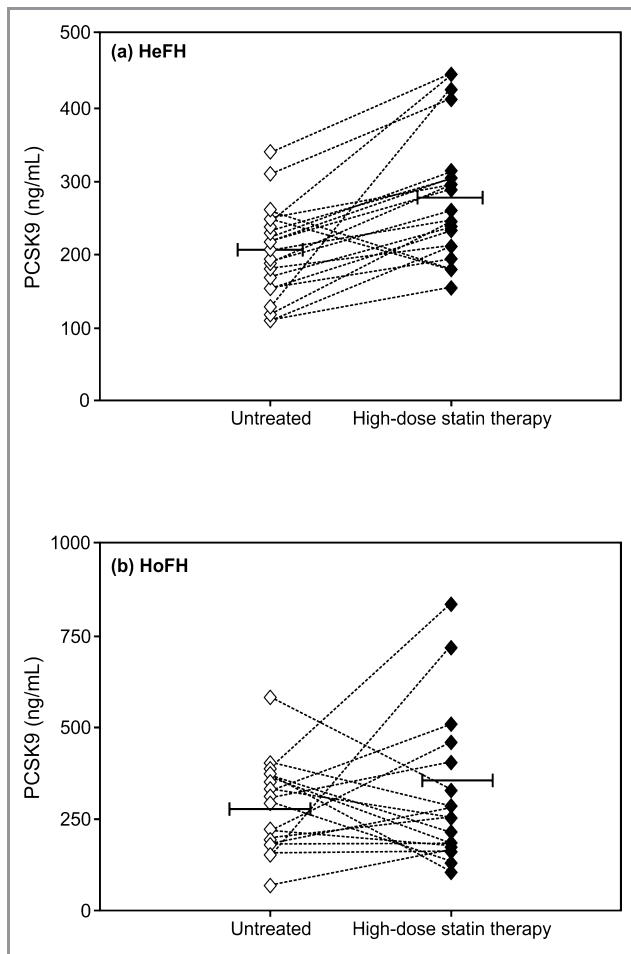 (a) HeFH
PCSK9 (ng/mL)
500
400
300
200
100
0
Untreated High-dose statin therapy
(b) HoFH
PCSK9 (ng/mL)
1000
750
500
250
0
Untreated High-dose statin therapy